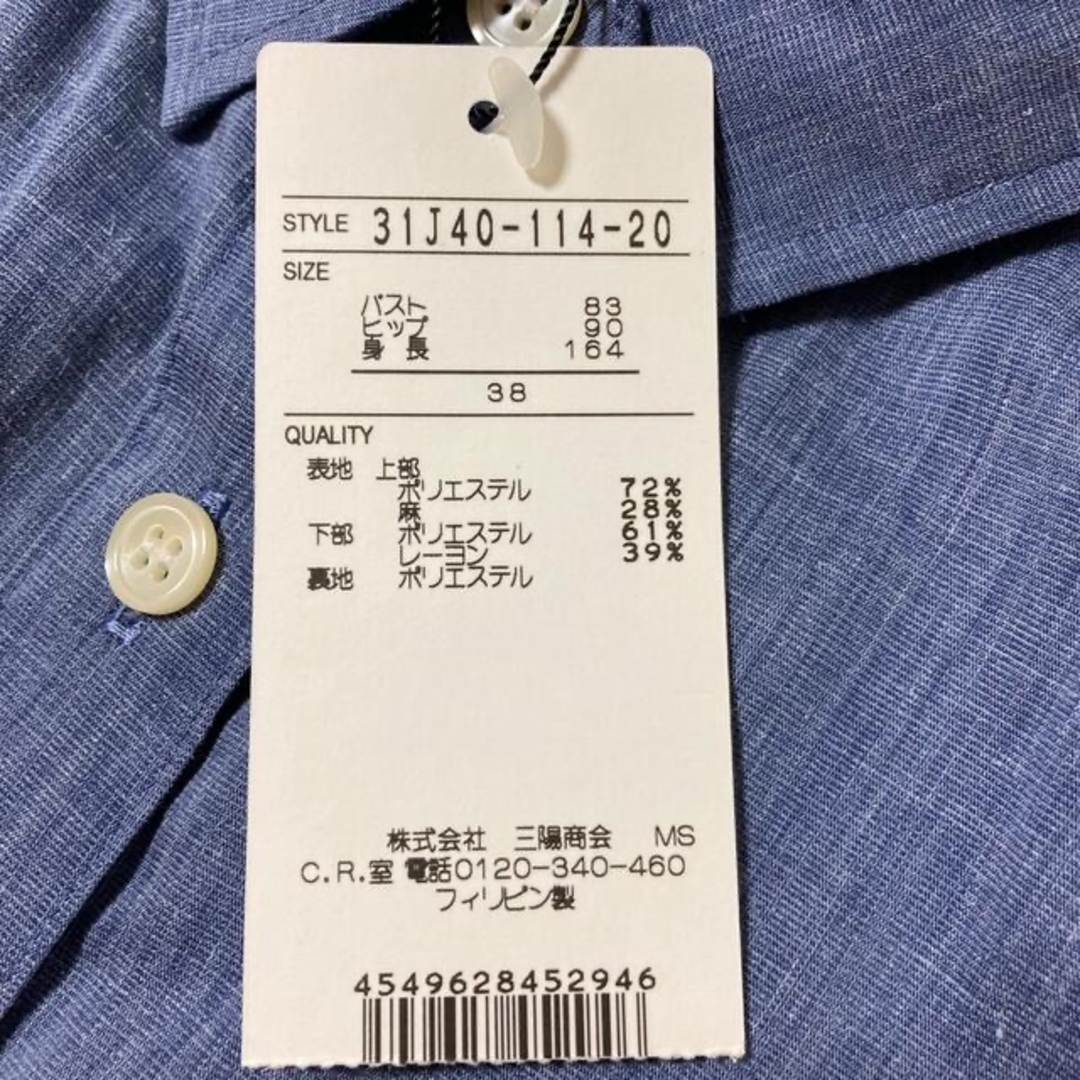 STYLE 31J40-114-20
SIZE
バスト 83
ヒップ 90
身 長 164
38
QUALITY
表地 上部
ポリエステル 72%
麻 28%
下部 ポリエステル 61%
レーヨン 39%
裏地 ポリエステル
株式会社 三陽商会 MS
C.R.室 電話0120-340-460
フィリピン製
4549628452946